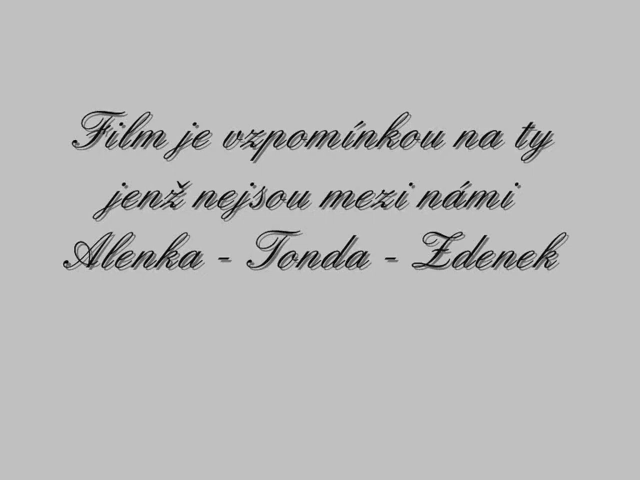 Film je vzpomínkou na ty
jenž nejsou mezi námi
Alenka - Tonda - Zdenek